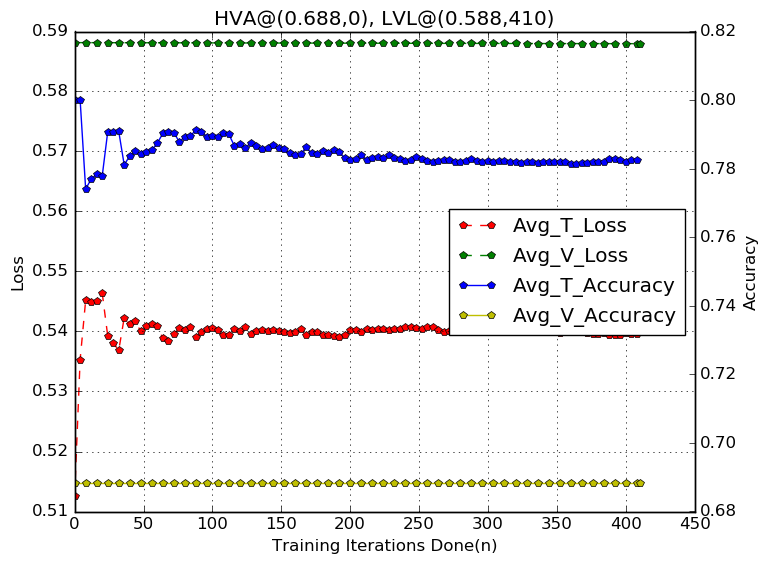 HVA@(0.688,0), LVL@(0.588,410)
0.59
0.58
0.57
0.56
0.55
0.54
0.53
0.52
0.51
Loss
0.82
0.80
0.78
0.76
0.74
0.72
0.70
0.68
Accuracy
Avg_T_Loss
Avg_V_Loss
Avg_T_Accuracy
Avg_V_Accuracy
0 50 100 150 200 250 300 350 400 450
Training Iterations Done(n)